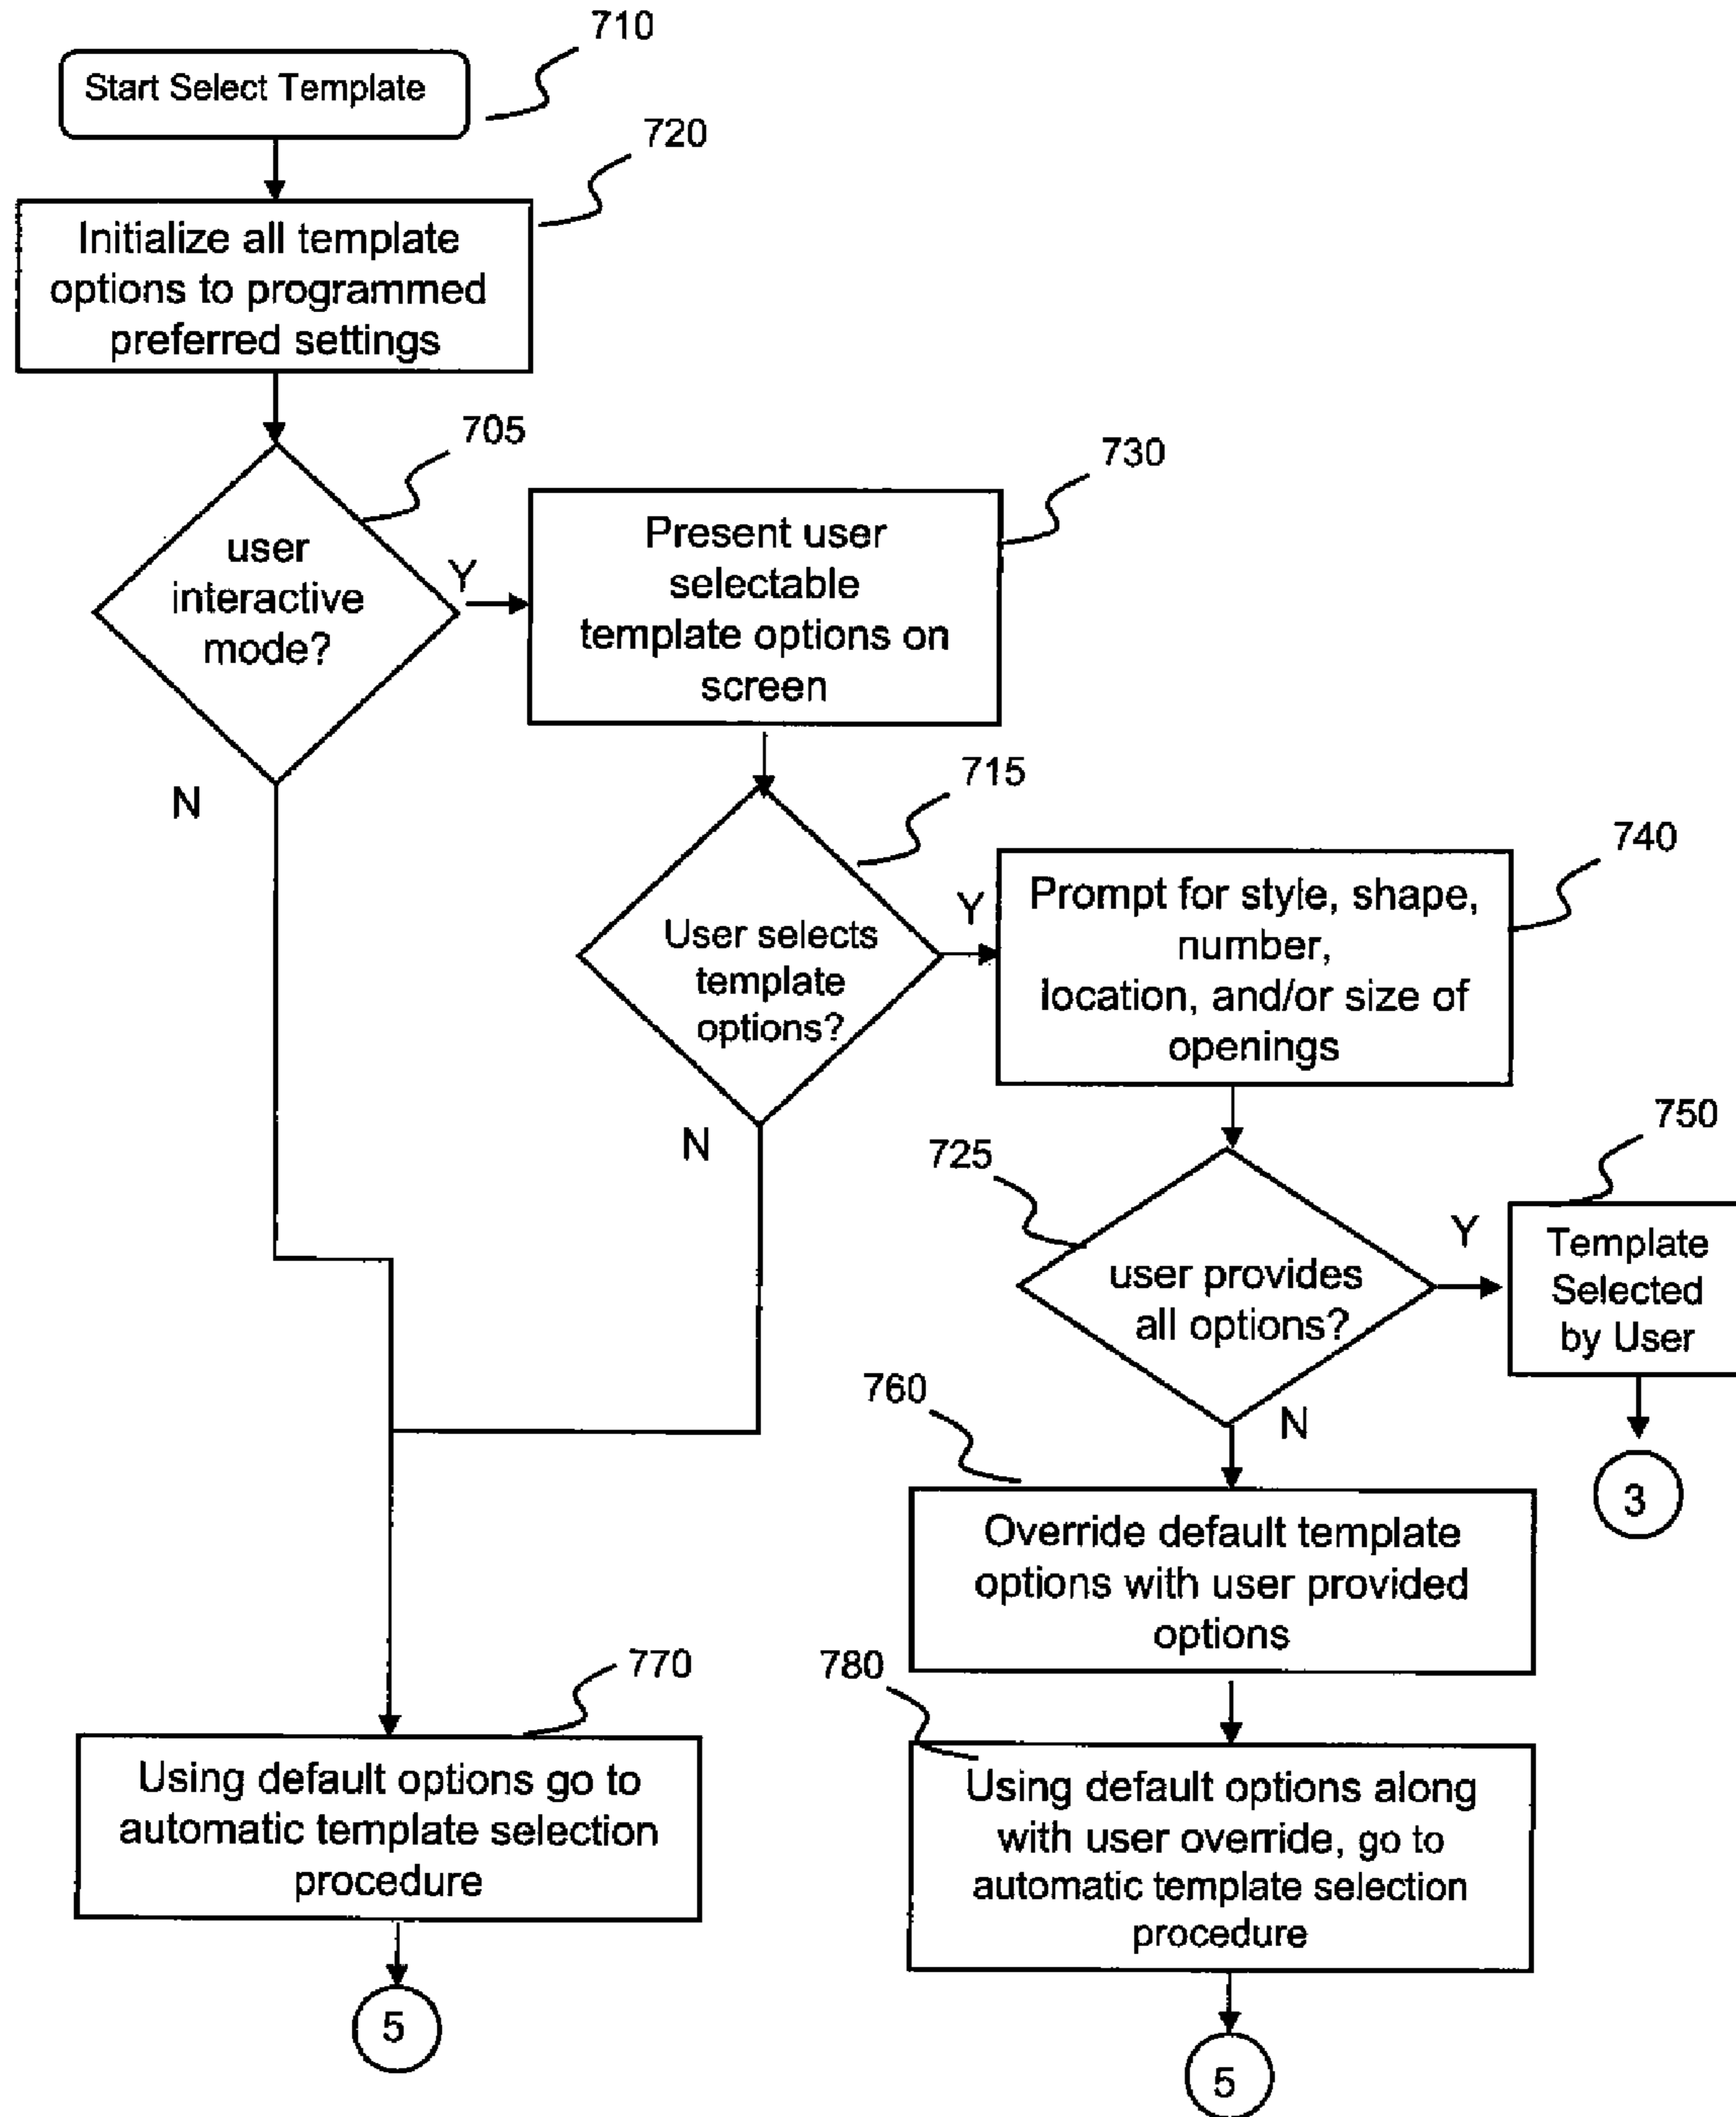 710
Start Select Template
720
Initialize all template
options to programmed
preferred settings
705
user
interactive
mode?
Y
N
730
Present user
selectable
template options on
screen
715
User selects
template
options?
Y
N
740
Prompt for style, shape,
number,
location, and/or size of
openings
725
user provides
all options?
Y
N
750
Template
Selected
by User
3
760
Override default template
options with user provided
options
770
Using default options go to
automatic template selection
procedure
5
780
Using default options along
with user override, go to
automatic template selection
procedure
5